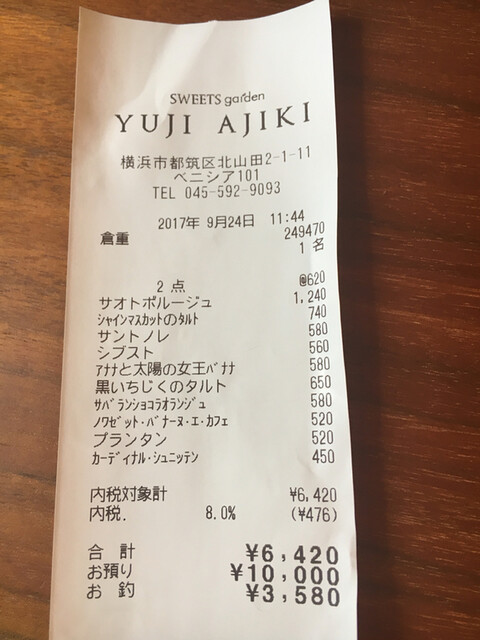 SWEETS garden
YUJI AJIKI
横浜市都筑区北山田2-1-11
ベニシア101
TEL 045-592-9093
2017年 9月24日 11:44
249470
倉重
1 名
2 点 @620
サオトボルージュ 1,240
ｼｬｲﾝﾏｽｶｯﾄのﾀﾙﾄ 740
サントノレ 580
シブスト 560
ｱﾅﾅと太陽の女王ﾊﾞﾅﾅ 580
黒いちじくのタルト 650
ｻﾊﾞﾗﾝｼｮｺﾗｵﾗﾝｼﾞｭ 580
ﾉﾜｾﾞｯﾄ･ﾊﾞﾅｰﾇ･ｴ･ｶﾌｪ 520
プランタン 520
ｶｰﾃﾞｨﾅﾙ･ｼｭﾆｯﾃﾝ 450
内税対象計 ¥6,420
内税. 8.0% (¥476)
合 計 ¥6,420
お預り ¥10,000
お 釣 ¥3,580